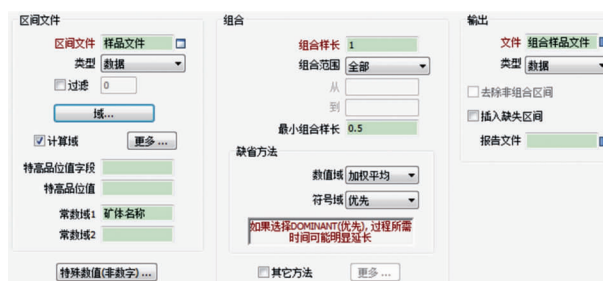 区间文件
区间文件 样品文件
类型 数据
过滤 0
域...
计算域 更多 ...
特高品位值字段
特高品位值
常数域1 矿体名称
常数域2
特殊数值(非数字) ...
组合
组合样长 1
组合范围 全部
从
到
最小组合样长 0.5
缺省方法
数值域 加权平均
符号域 优先
如果选择DOMINANT(优先), 过程所需
时间可能明显延长
其它方法 更多 ...
输出
文件 组合样品文件
类型 数据
去除非组合区间
插入缺失区间
报告文件